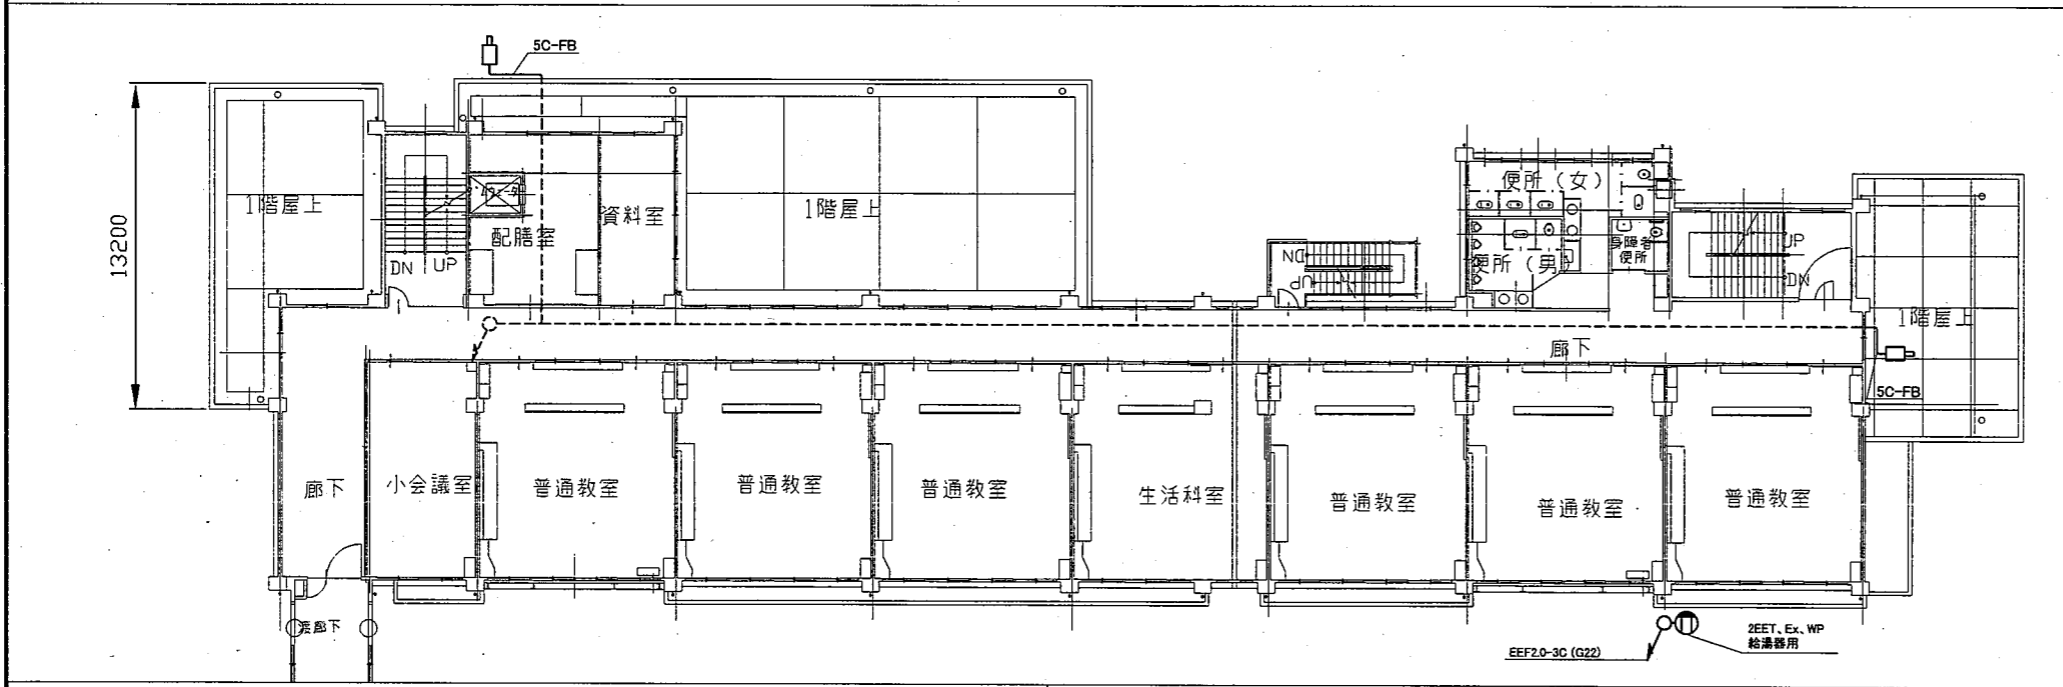 5C-FB
13200
1階屋上
DN
UP
配膳室
資料室
1階屋上
便所（女）
便所（男）
身障者
便所
DN
UP
UP
DN
1階屋上
廊下
5C-FB
廊下
小会議室
普通教室
普通教室
普通教室
生活科室
普通教室
普通教室
普通教室
渡廊下
EEF2.0-3C (G22)
2EET、Ex、WP
給湯器用